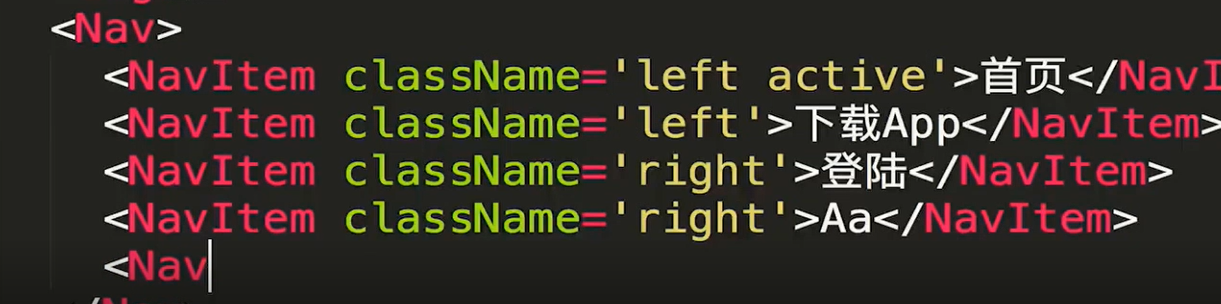 <Nav>
<NavItem className='left active'>首页</NavI
<NavItem className='left'>下载App</NavItem>
<NavItem className='right'>登陆</NavItem>
<NavItem className='right'>Aa</NavItem>
<Nav
</Nav